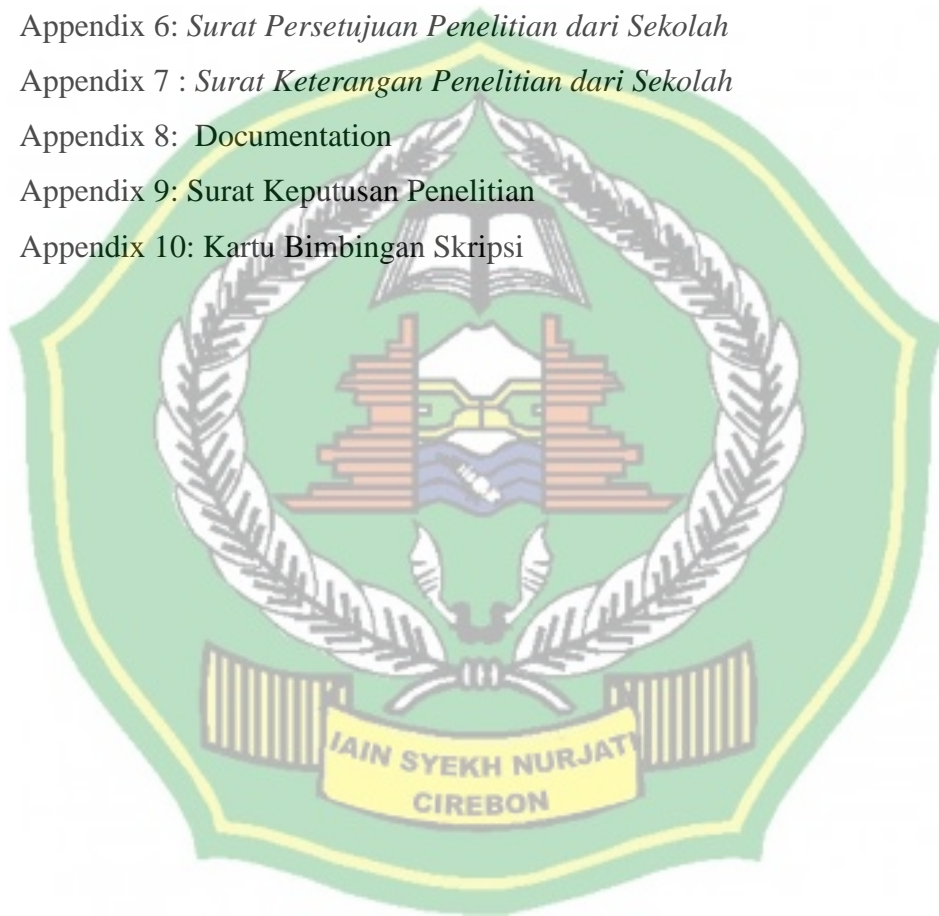 Appendix 6: Surat Persetujuan Penelitian dari Sekolah
Appendix 7 : Surat Keterangan Penelitian dari Sekolah
Appendix 8:  Documentation
Appendix 9: Surat Keputusan Penelitian
Appendix 10: Kartu Bimbingan Skripsi
IAIN SYEKH NURJATI
CIREBON